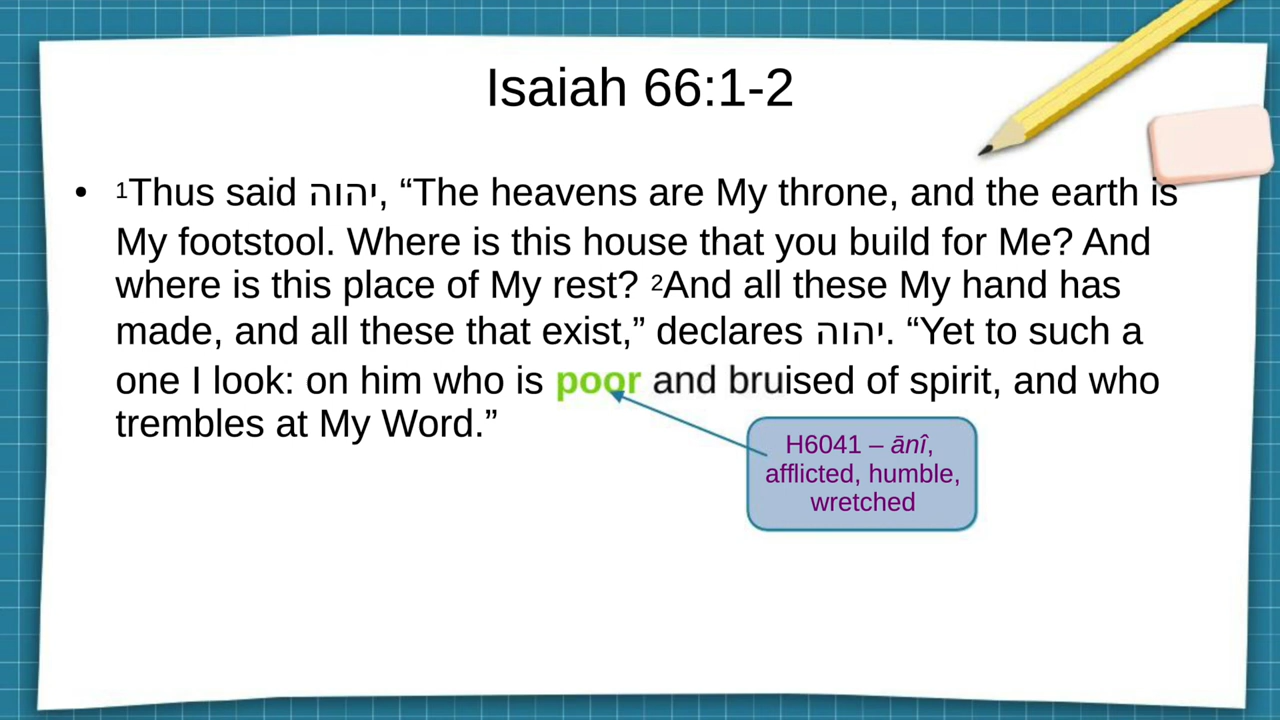 Isaiah 66:1-2
• ¹Thus said יהוה, “The heavens are My throne, and the earth is
My footstool. Where is this house that you build for Me? And
where is this place of My rest? ²And all these My hand has
made, and all these that exist,” declares יהוה. “Yet to such a
one I look: on him who is poor and bruised of spirit, and who
trembles at My Word.”
H6041 – ānî,
afflicted, humble,
wretched